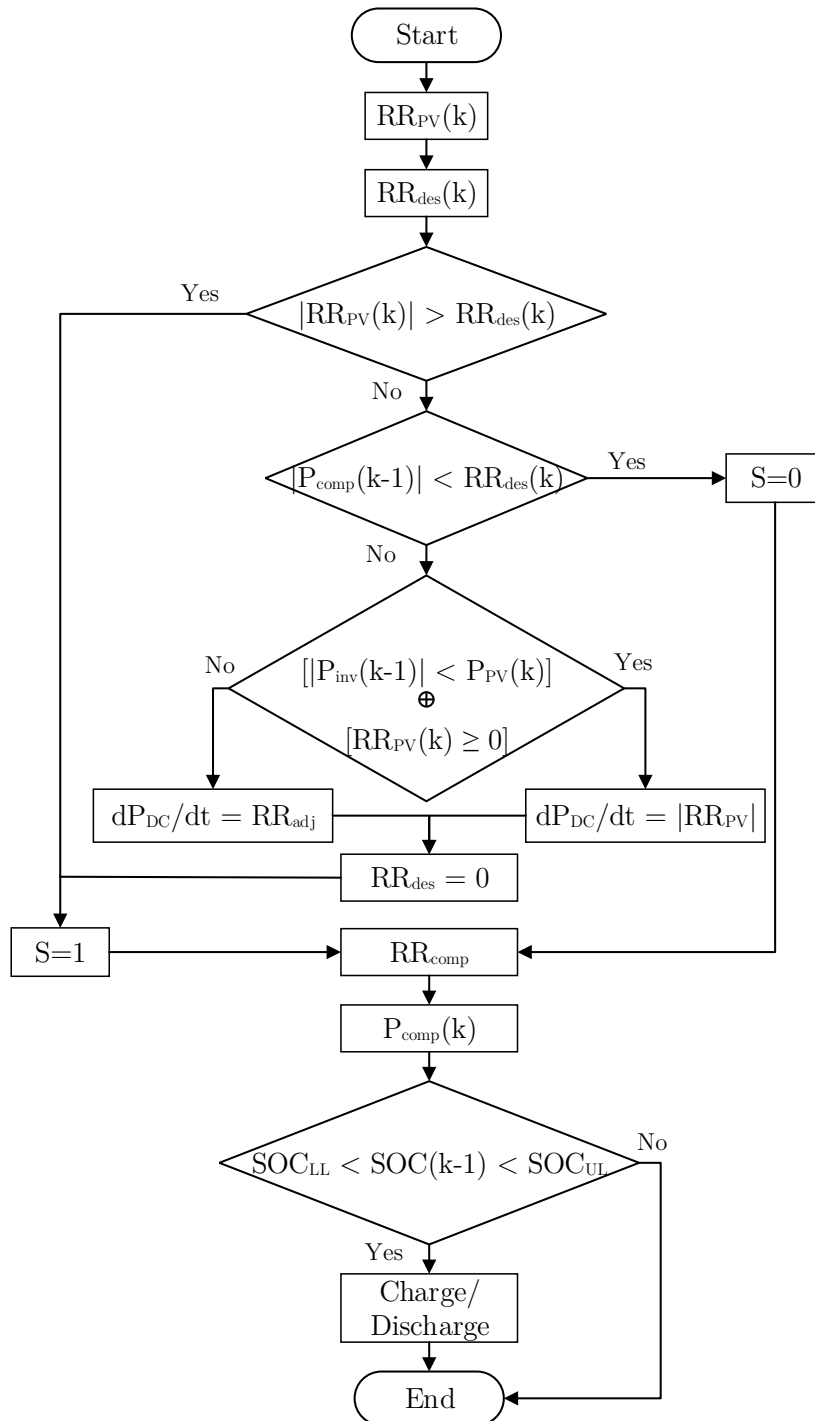 Start
RR_PV(k)
RR_des(k)
Yes
|RR_PV(k)| > RR_des(k)
No
|P_comp(k-1)| < RR_des(k)
Yes
S=0
No
No
[|P_inv(k-1)| < P_PV(k)]
⊕
[RR_PV(k) ≥ 0]
Yes
dP_DC/dt = RR_adj
dP_DC/dt = |RR_PV|
RR_des = 0
S=1
RR_comp
P_comp(k)
SOC_LL < SOC(k-1) < SOC_UL
No
Yes
Charge/
Discharge
End